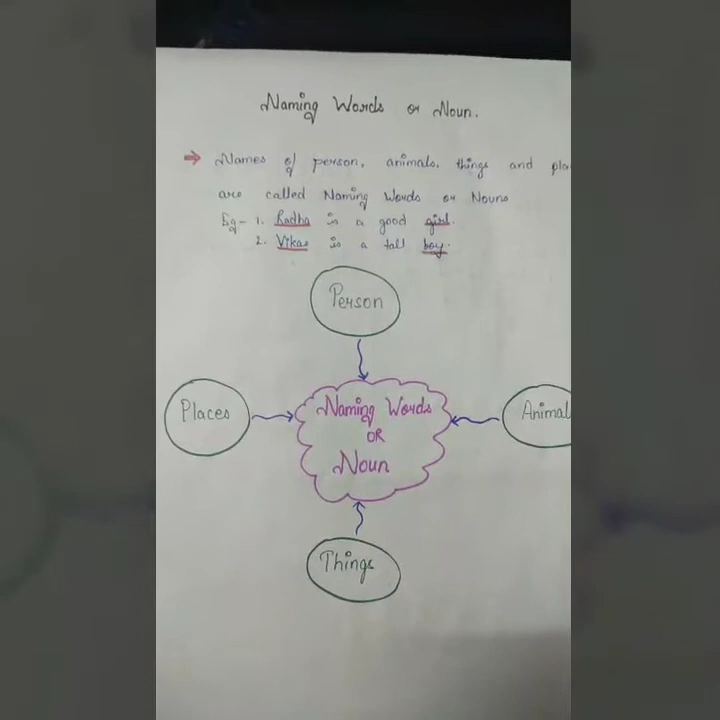 Naming Words or Noun.
⇒ Names of person, animals, things and pla
are called Naming Words or Nouns
Eg- 1. Radha is a good girl.
2. Vikas is a tall boy.
Person
Places
Naming Words
OR
Noun
Animal
Things